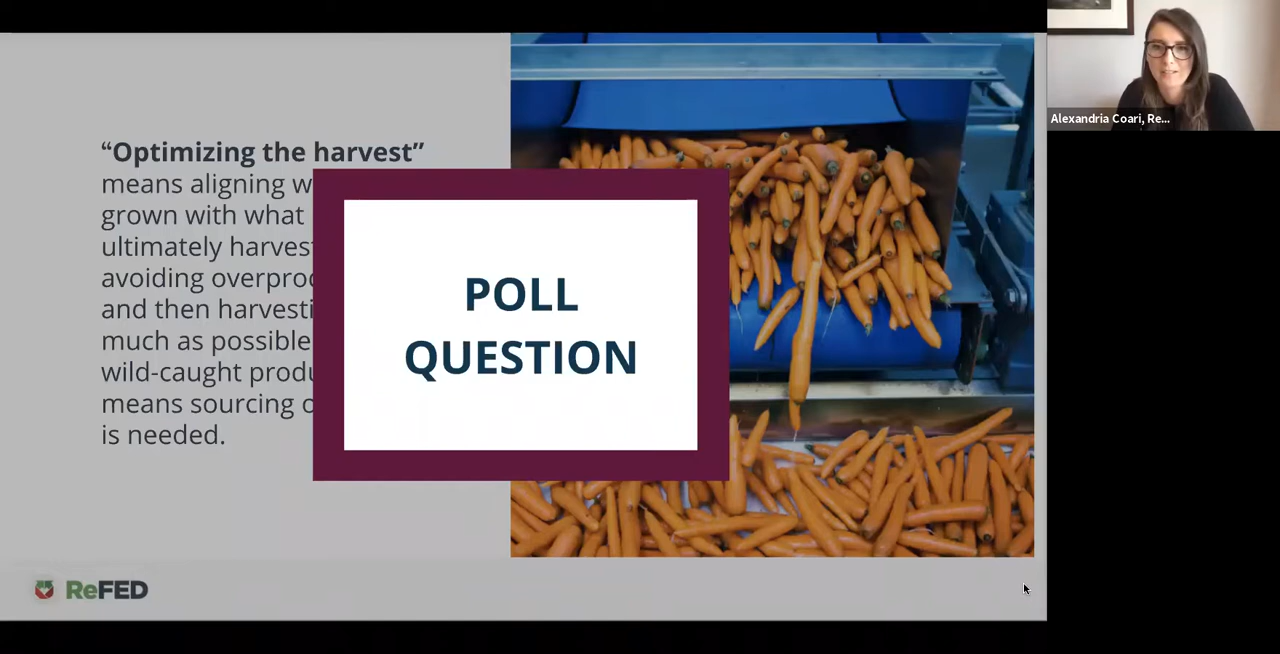 “Optimizing the harvest”
means aligning w
grown with what
ultimately harvest
avoiding overproc
and then harvesti
much as possible
wild-caught produ
means sourcing o
is needed.
POLL
QUESTION
ReFED
Alexandria Coari, Re...